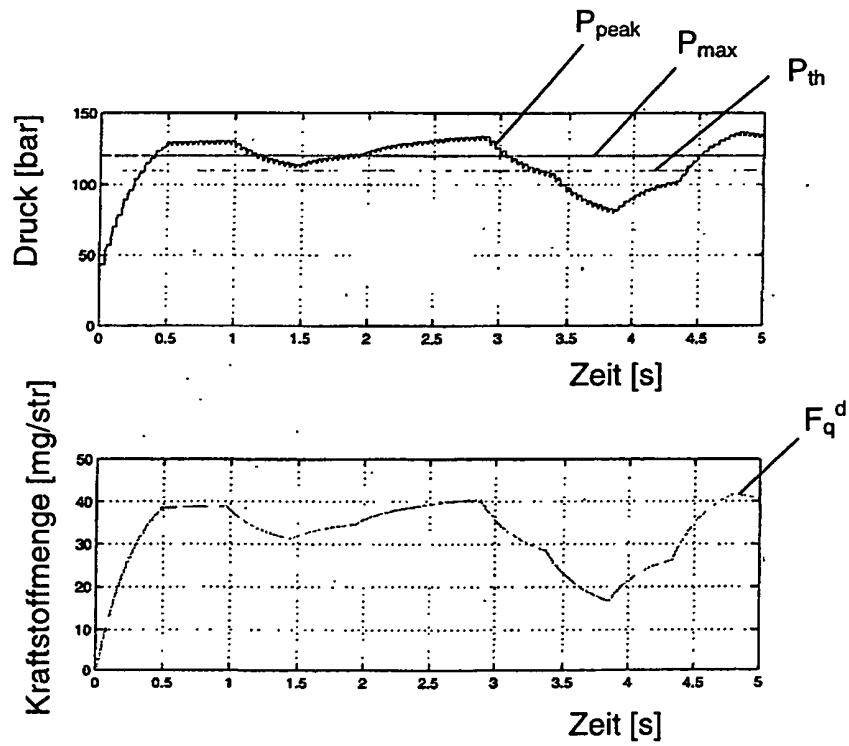 P_peak
P_max
P_th
Druck [bar]
150
100
50
0
0 0.5 1 1.5 2 2.5 3 3.5 4 4.5 5
Zeit [s]
F_q^d
Kraftstoffmenge [mg/str]
50
40
30
20
10
0
0 0.5 1 1.5 2 2.5 3 3.5 4 4.5 5
Zeit [s]